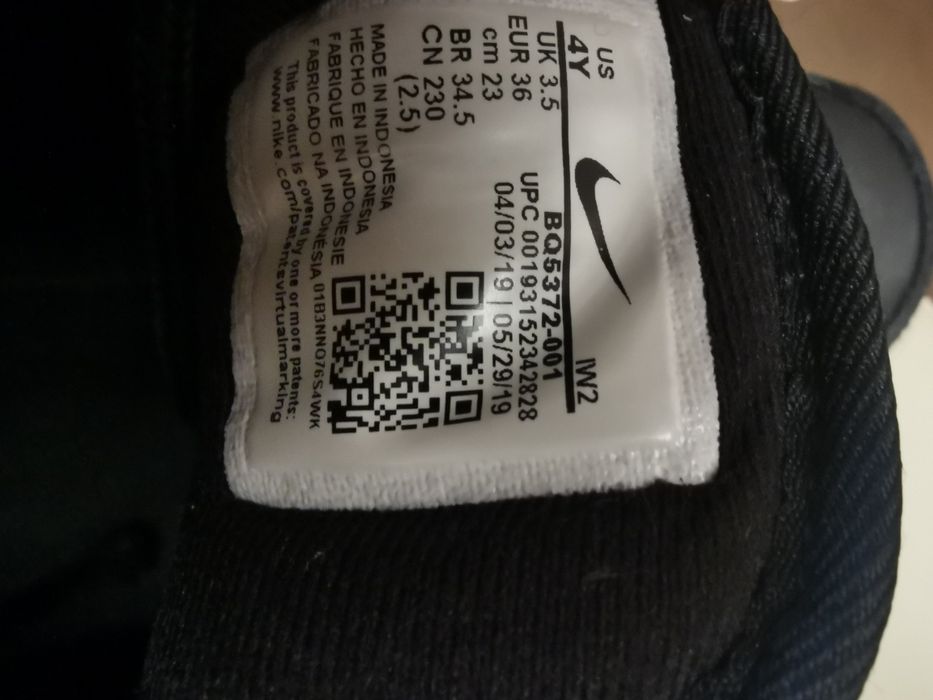 US
4Y
UK 3.5
EUR 36
cm 23
BR 34.5
CN 230
(2.5)
IW2
BQ5372-001
UPC 00193152342828
04/03/19 | 05/29/19
MADE IN INDONESIA
HECHO EN INDONESIA
FABRIQUE EN INDONESIE
FABRICADO NA INDONÉSIA 01B3NNO76S4WK
This product is covered by one or more patents:
www.nike.com/patentsvirtualmarking